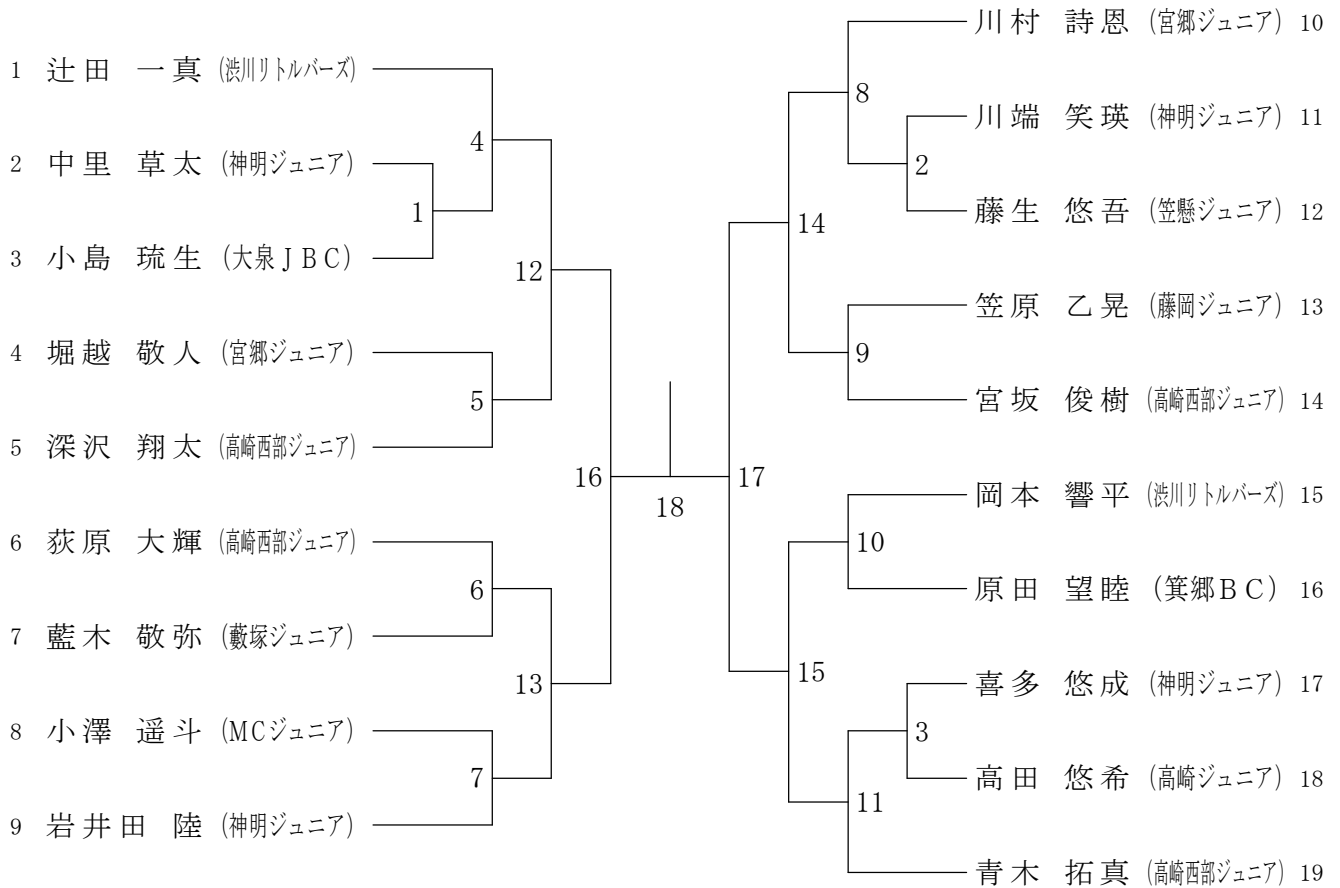 1 辻田 一真 (渋川リトルバーズ)
2 中里 草太 (神明ジュニア)
3 小島 琉生 (大泉ＪＢＣ)
4 堀越 敬人 (宮郷ジュニア)
5 深沢 翔太 (高崎西部ジュニア)
6 荻原 大輝 (高崎西部ジュニア)
7 藍木 敬弥 (藪塚ジュニア)
8 小澤 遥斗 (MCジュニア)
9 岩井田 陸 (神明ジュニア)
4
1
12
5
16
6
13
7
18
17
14
8
2
9
15
10
3
11
川村 詩恩 (宮郷ジュニア) 10
川端 笑瑛 (神明ジュニア) 11
藤生 悠吾 (笠懸ジュニア) 12
笠原 乙晃 (藤岡ジュニア) 13
宮坂 俊樹 (高崎西部ジュニア) 14
岡本 響平 (渋川リトルバーズ) 15
原田 望睦 (箕郷ＢＣ) 16
喜多 悠成 (神明ジュニア) 17
高田 悠希 (高崎ジュニア) 18
青木 拓真 (高崎西部ジュニア) 19